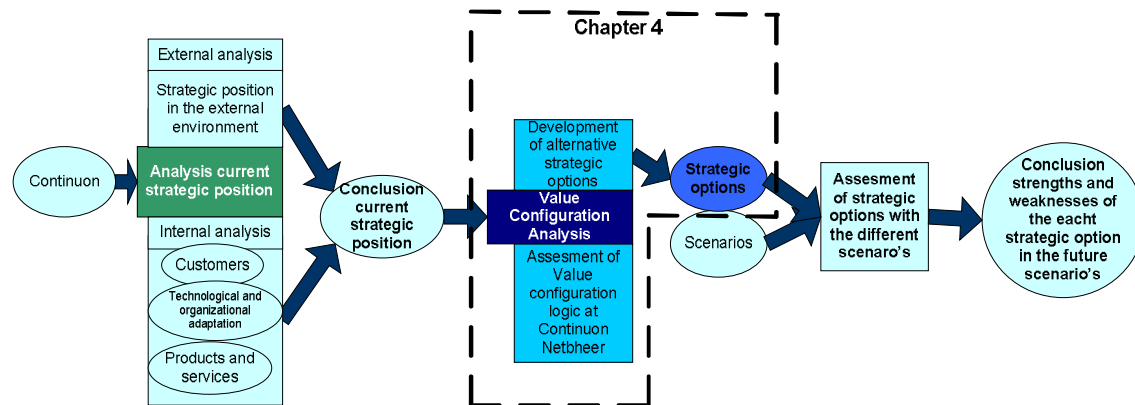 Chapter 4
External analysis
Strategic position
in the external
environment
Continuon
Analysis current
strategic position
Internal analysis
Customers
Technological and
organizational
adaptation
Products and
services
Conclusion
current
strategic
position
Development
of alternative
strategic
options
Value
Configuration
Analysis
Assesment of
Value
configuration
logic at
Continuon
Netbheer
Strategic
options
Scenarios
Assesment
of strategic
options with
the different
scenaro's
Conclusion
strengths and
weaknesses of
the eacht
strategic option
in the future
scenario's